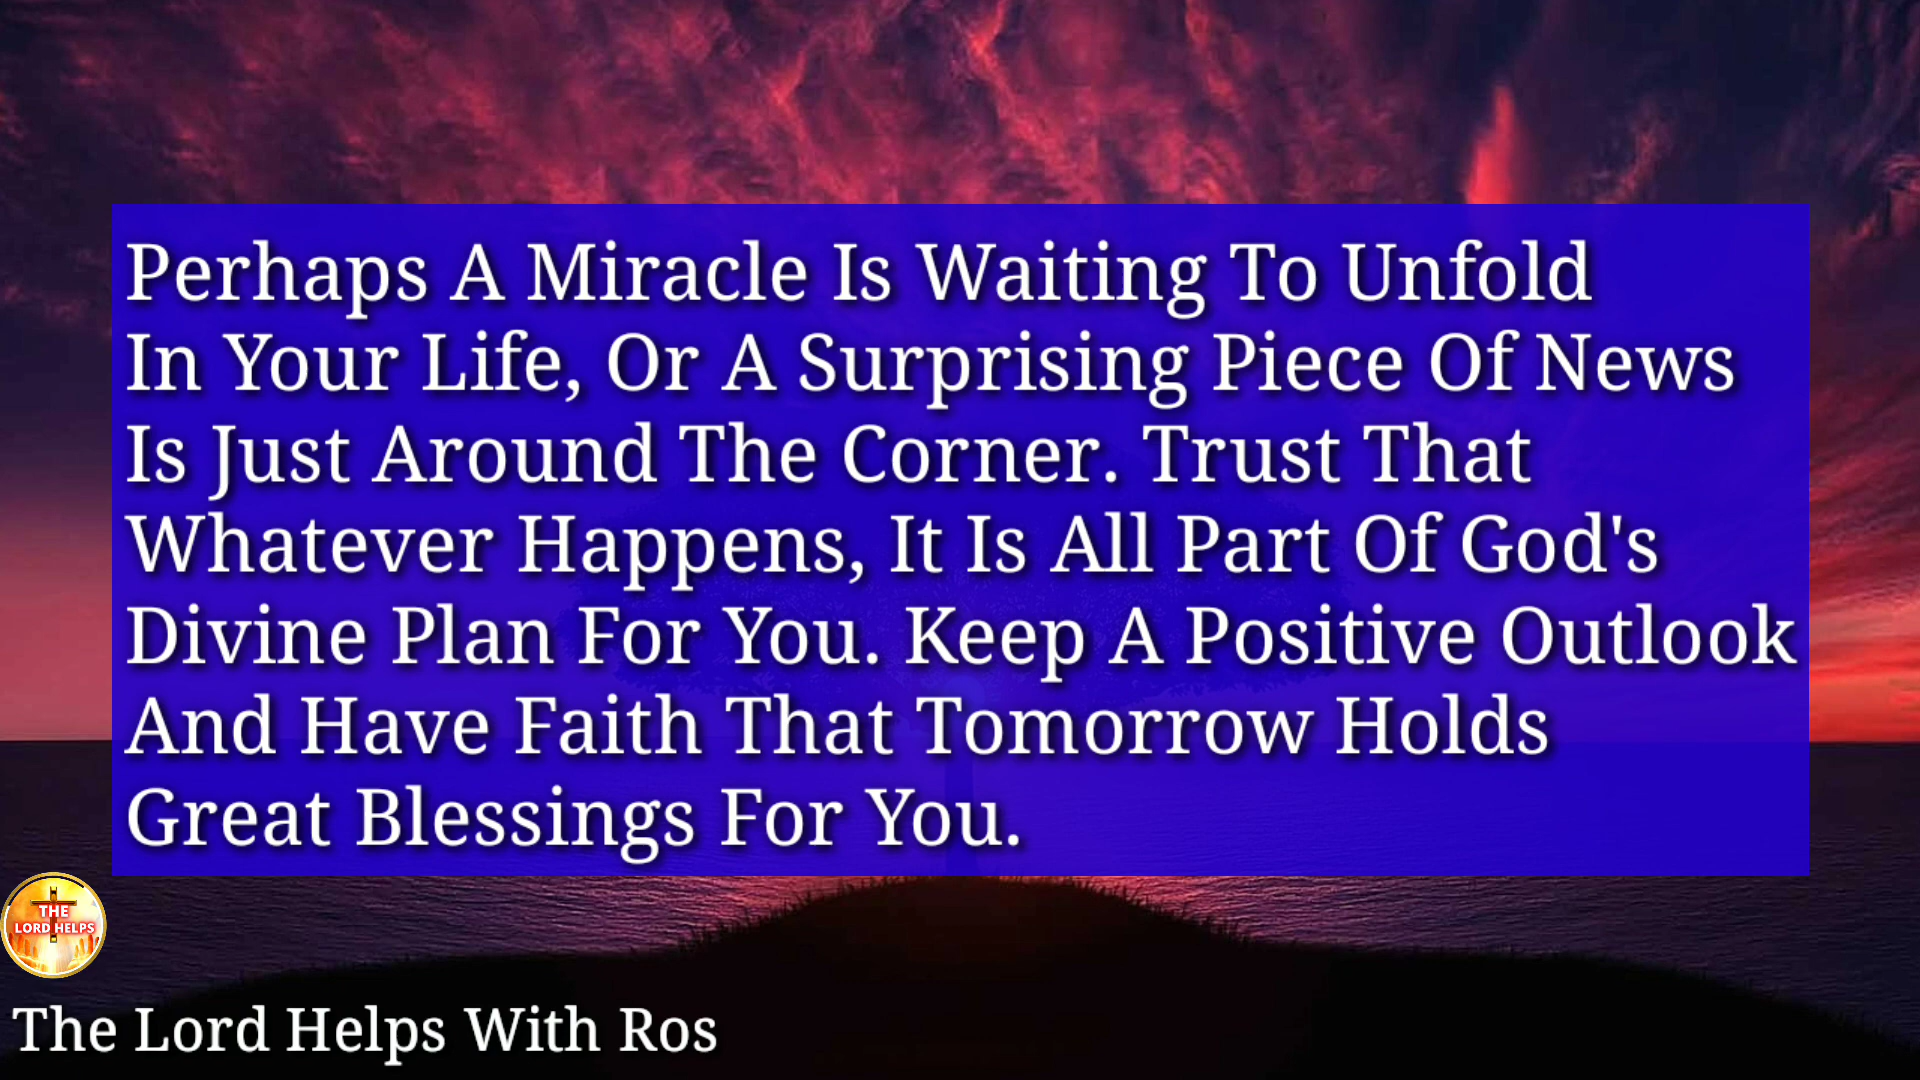 Perhaps A Miracle Is Waiting To Unfold
In Your Life, Or A Surprising Piece Of News
Is Just Around The Corner. Trust That
Whatever Happens, It Is All Part Of God's
Divine Plan For You. Keep A Positive Outlook
And Have Faith That Tomorrow Holds
Great Blessings For You.
THE
LORD HELPS
The Lord Helps With Ros